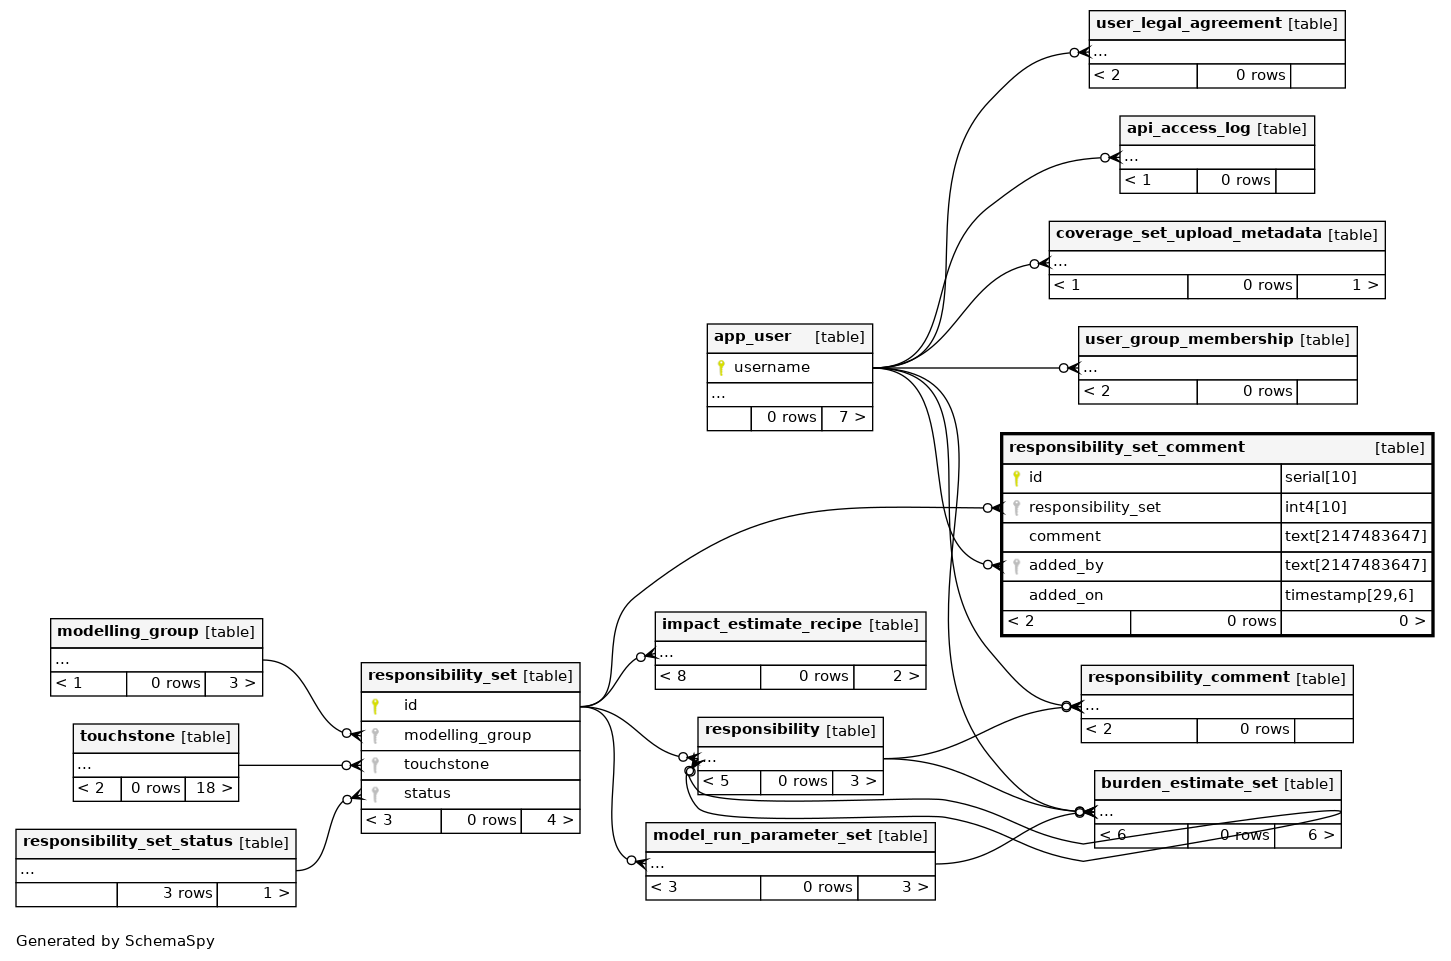 user_legal_agreement [table]
...
< 2 0 rows
api_access_log [table]
...
< 1 0 rows
coverage_set_upload_metadata [table]
...
< 1 0 rows 1 >
app_user [table]
username
...
0 rows 7 >
user_group_membership [table]
...
< 2 0 rows
responsibility_set_comment [table]
id serial[10]
responsibility_set int4[10]
comment text[2147483647]
added_by text[2147483647]
added_on timestamp[29,6]
< 2 0 rows 0 >
modelling_group [table]
...
< 1 0 rows 3 >
touchstone [table]
...
< 2 0 rows 18 >
responsibility_set_status [table]
...
3 rows 1 >
responsibility_set [table]
id
modelling_group
touchstone
status
< 3 0 rows 4 >
impact_estimate_recipe [table]
...
< 8 0 rows 2 >
responsibility [table]
...
< 5 0 rows 3 >
model_run_parameter_set [table]
...
< 3 0 rows 3 >
responsibility_comment [table]
...
< 2 0 rows
burden_estimate_set [table]
...
< 6 0 rows 6 >
Generated by SchemaSpy